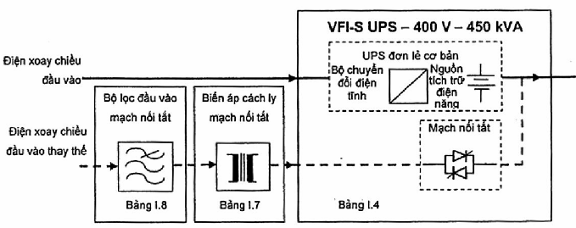 VFI-S UPS – 400 V – 450 kVA
Điện xoay chiều
đầu vào
UPS đơn lẻ cơ bản
Bộ chuyển
đổi điện
tĩnh
Nguồn
tích trữ
điện
năng
Bộ lọc đầu vào
mạch nối tắt
Biến áp cách ly
mạch nối tắt
Điện xoay chiều
đầu vào thay thế
Mạch nối tắt
Bảng I.8
Bảng I.7
Bảng I.4